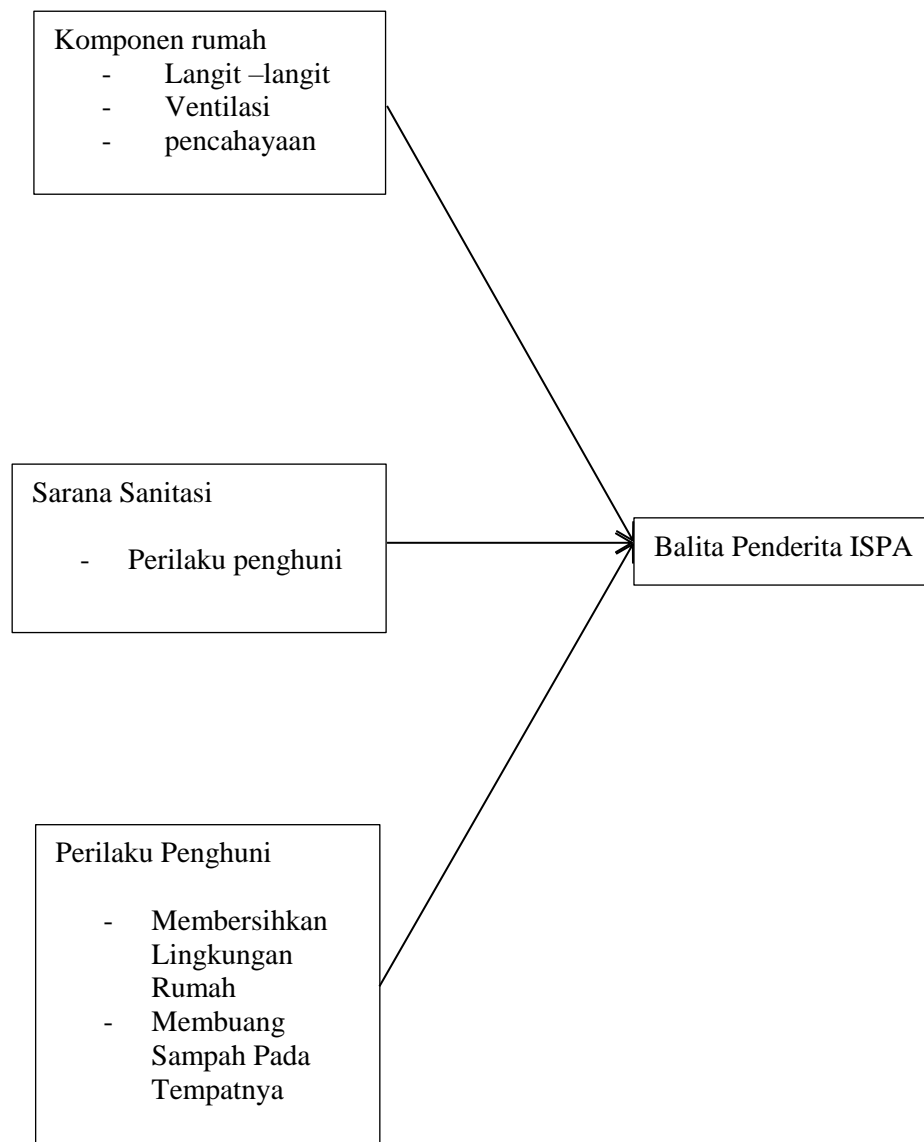 Komponen rumah
- Langit –langit
- Ventilasi
- pencahayaan
Sarana Sanitasi
- Perilaku penghuni
Balita Penderita ISPA
Perilaku Penghuni
- Membersihkan
Lingkungan
Rumah
- Membuang
Sampah Pada
Tempatnya